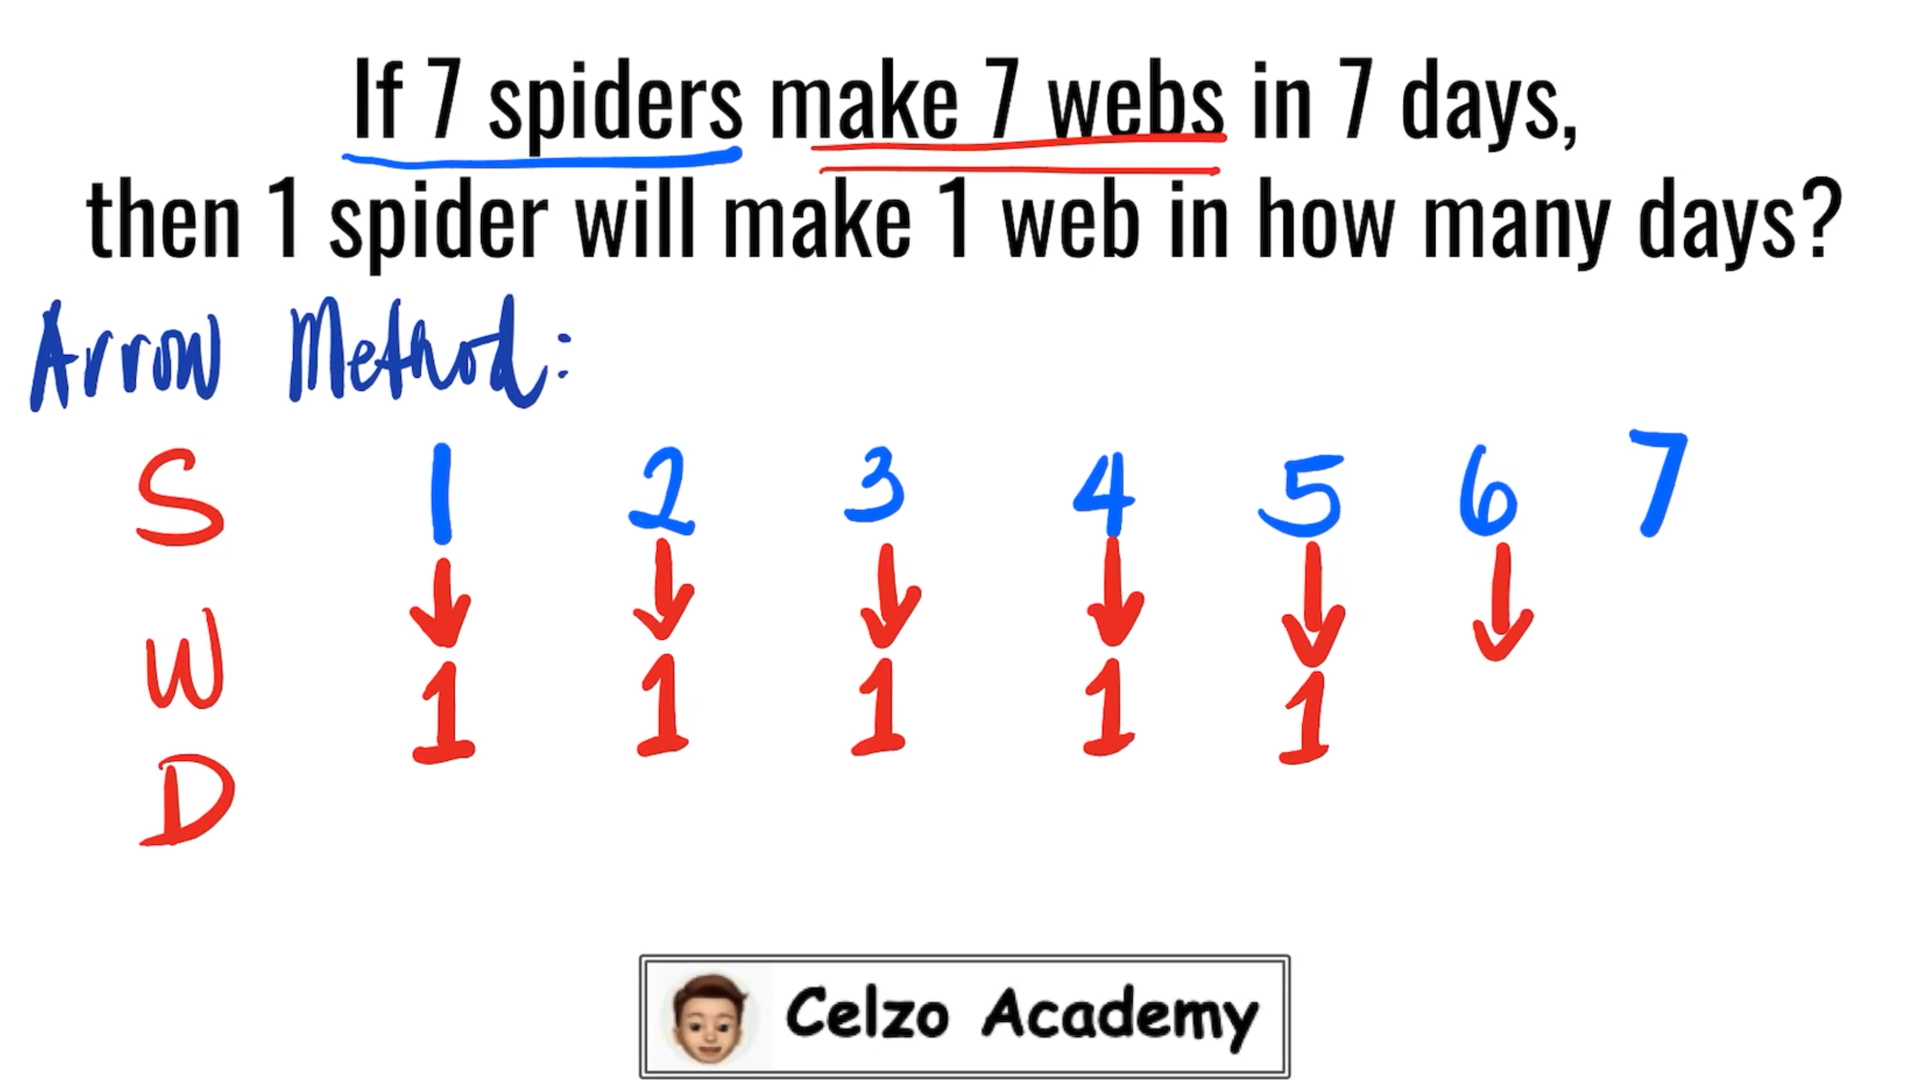 If 7 spiders make 7 webs in 7 days,
then 1 spider will make 1 web in how many days?
Arrow Method:
S 1 2 3 4 5 6 7
W 1 1 1 1 1
D
Celzo Academy